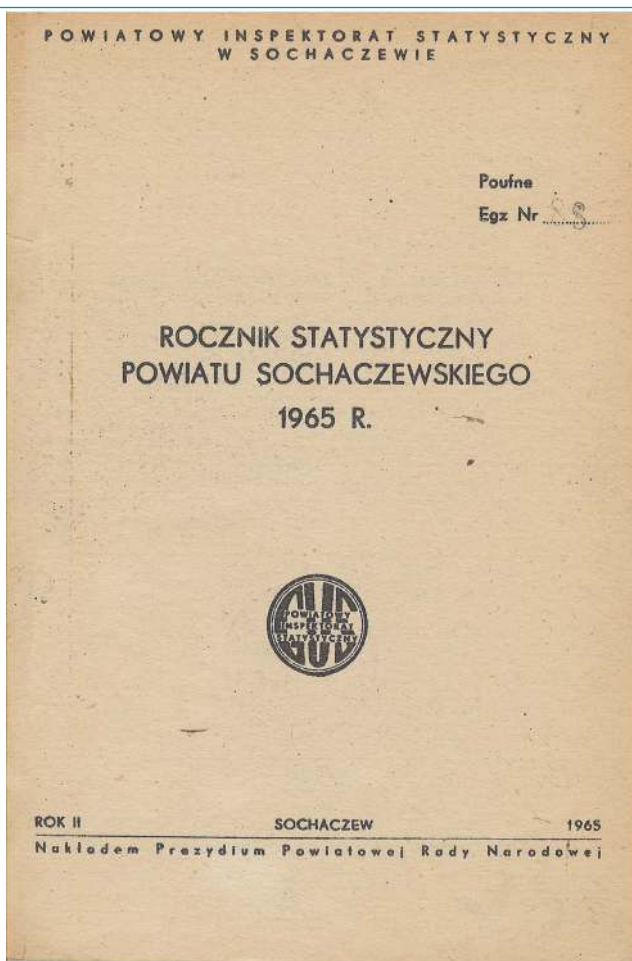 POWIATOWY INSPEKTORAT STATYSTYCZNY
W SOCHACZEWIE
Poufne
Egz Nr
ROCZNIK STATYSTYCZNY
POWIATU SOCHACZEWSKIEGO
1965 R.
GUS
POWIATOWY
INSPEKTORAT
STATYSTYCZNY
ROK II SOCHACZEW 1965
Nakładem Prezydium Powiatowej Rady Narodowej